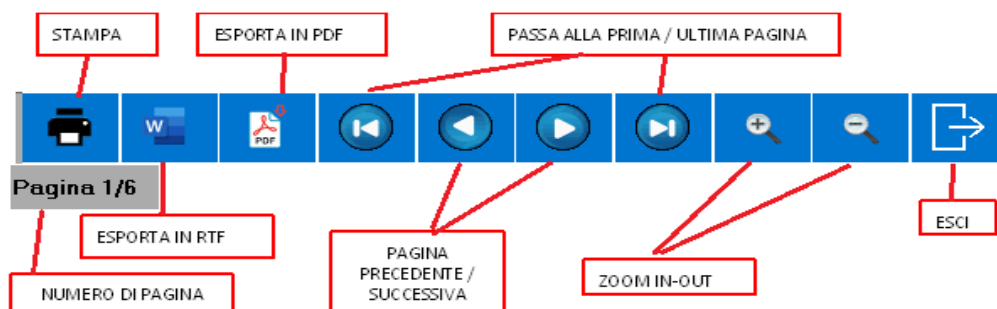 STAMPA
ESPORTA IN PDF
PASSA ALLA PRIMA / ULTIMA PAGINA
W
PDF
Pagina 1/6
ESPORTA IN RTF
PAGINA
PRECEDENTE /
SUCCESSIVA
ZOOM IN-OUT
ESCI
NUMERO DI PAGINA